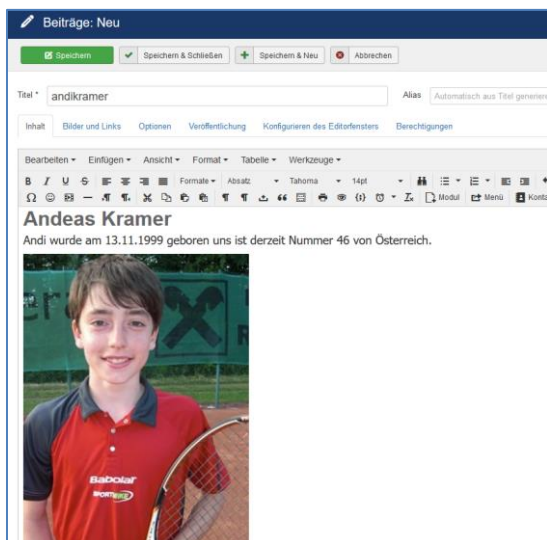 Beiträge: Neu
Speichern Speichern & Schließen Speichern & Neu Abbrechen
Titel * andikramer Alias Automatisch aus Titel generiere
Inhalt Bilder und Links Optionen Veröffentlichung Konfigurieren des Editorfensters Berechtigungen
Bearbeiten Einfügen Ansicht Format Tabelle Werkzeuge
B I U S Formate Absatz Tahoma 14pt
Modul Menü Konta
Andeas Kramer
Andi wurde am 13.11.1999 geboren uns ist derzeit Nummer 46 von Österreich.
Babolat